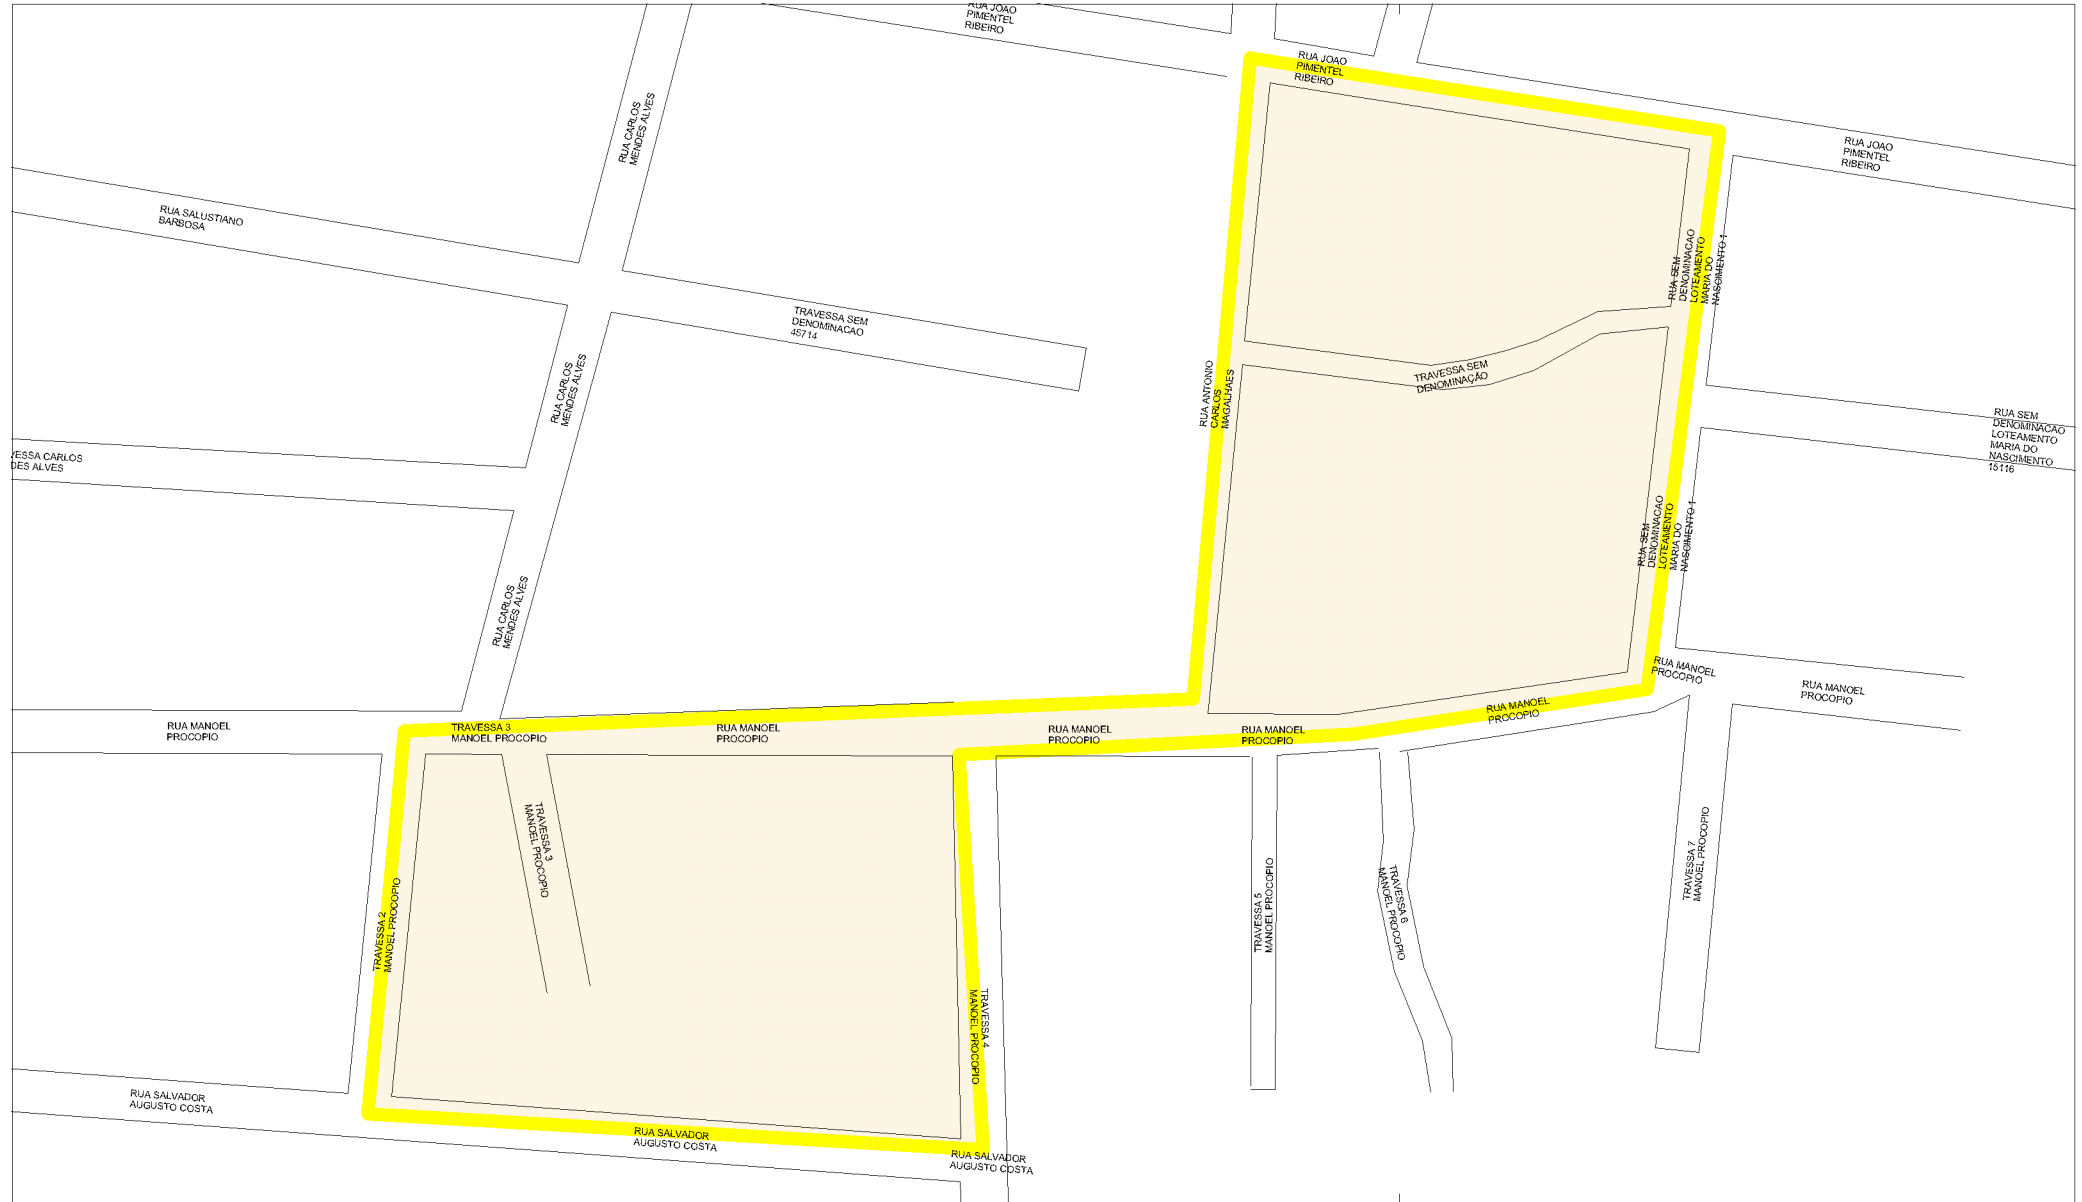 RUA JOAO
PIMENTEL
RIBEIRO
RUA JOAO
PIMENTEL
RIBEIRO
RUA JOAO
PIMENTEL
RIBEIRO
RUA CARLOS
MENDES ALVES
RUA SALUSTIANO
BARBOSA
RUA SEM
DENOMINACAO
LOTEAMENTO
MARIA DO
NASCIMENTO 1
TRAVESSA SEM
DENOMINACAO
45714
RUA CARLOS
MENDES ALVES
RUA ANTONIO
CARLOS
MAGALHAES
TRAVESSA SEM
DENOMINAÇÃO
RUA SEM
DENOMINACAO
LOTEAMENTO
MARIA DO
NASCIMENTO
15116
VESSA CARLOS
DES ALVES
RUA SEM
DENOMINACAO
LOTEAMENTO
MARIA DO
NASCIMENTO 1
RUA CARLOS
MENDES ALVES
RUA MANOEL
PROCOPIO
RUA MANOEL
PROCOPIO
RUA MANOEL
PROCOPIO
RUA MANOEL
PROCOPIO
TRAVESSA 3
MANOEL PROCOPIO
RUA MANOEL
PROCOPIO
RUA MANOEL
PROCOPIO
RUA MANOEL
PROCOPIO
TRAVESSA 3
MANOEL PROCOPIO
TRAVESSA 2
MANOEL PROCOPIO
TRAVESSA 5
MANOEL PROCOPIO
TRAVESSA 6
MANOEL PROCOPIO
TRAVESSA 7
MANOEL PROCOPIO
TRAVESSA 4
MANOEL PROCOPIO
RUA SALVADOR
AUGUSTO COSTA
RUA SALVADOR
AUGUSTO COSTA
RUA SALVADOR
AUGUSTO COSTA